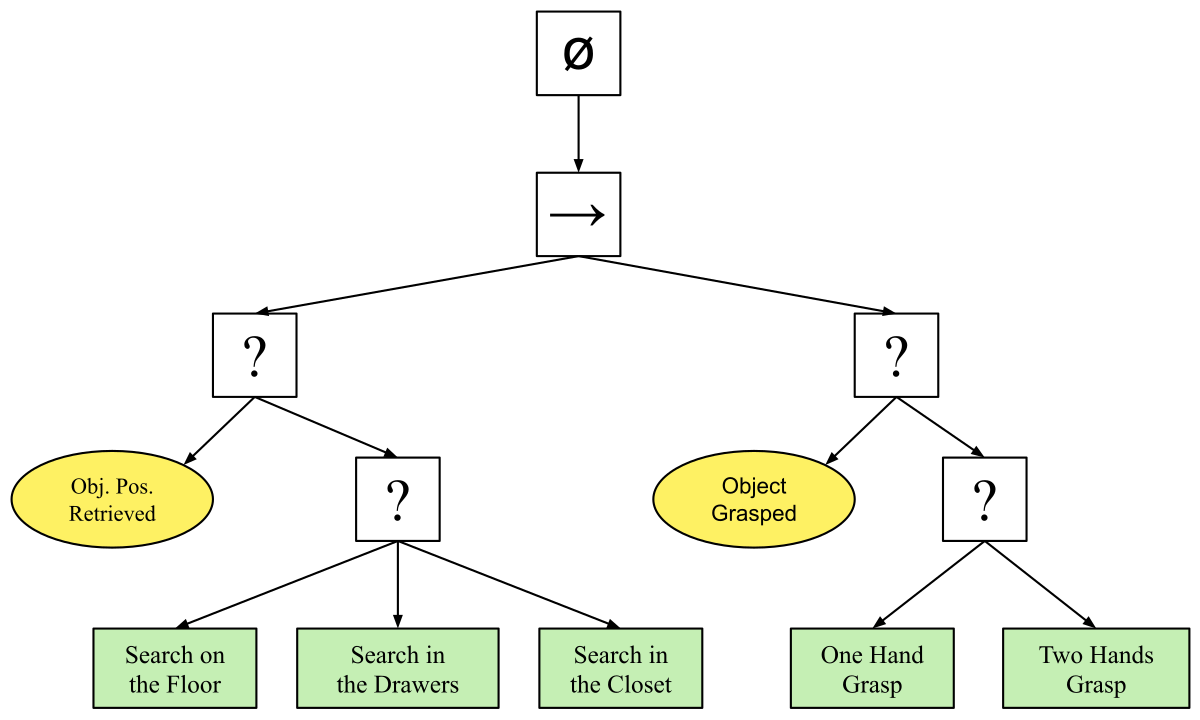 Ø
→
?
?
Obj. Pos.
Retrieved
?
Object
Grasped
?
Search on
the Floor
Search in
the Drawers
Search in
the Closet
One Hand
Grasp
Two Hands
Grasp